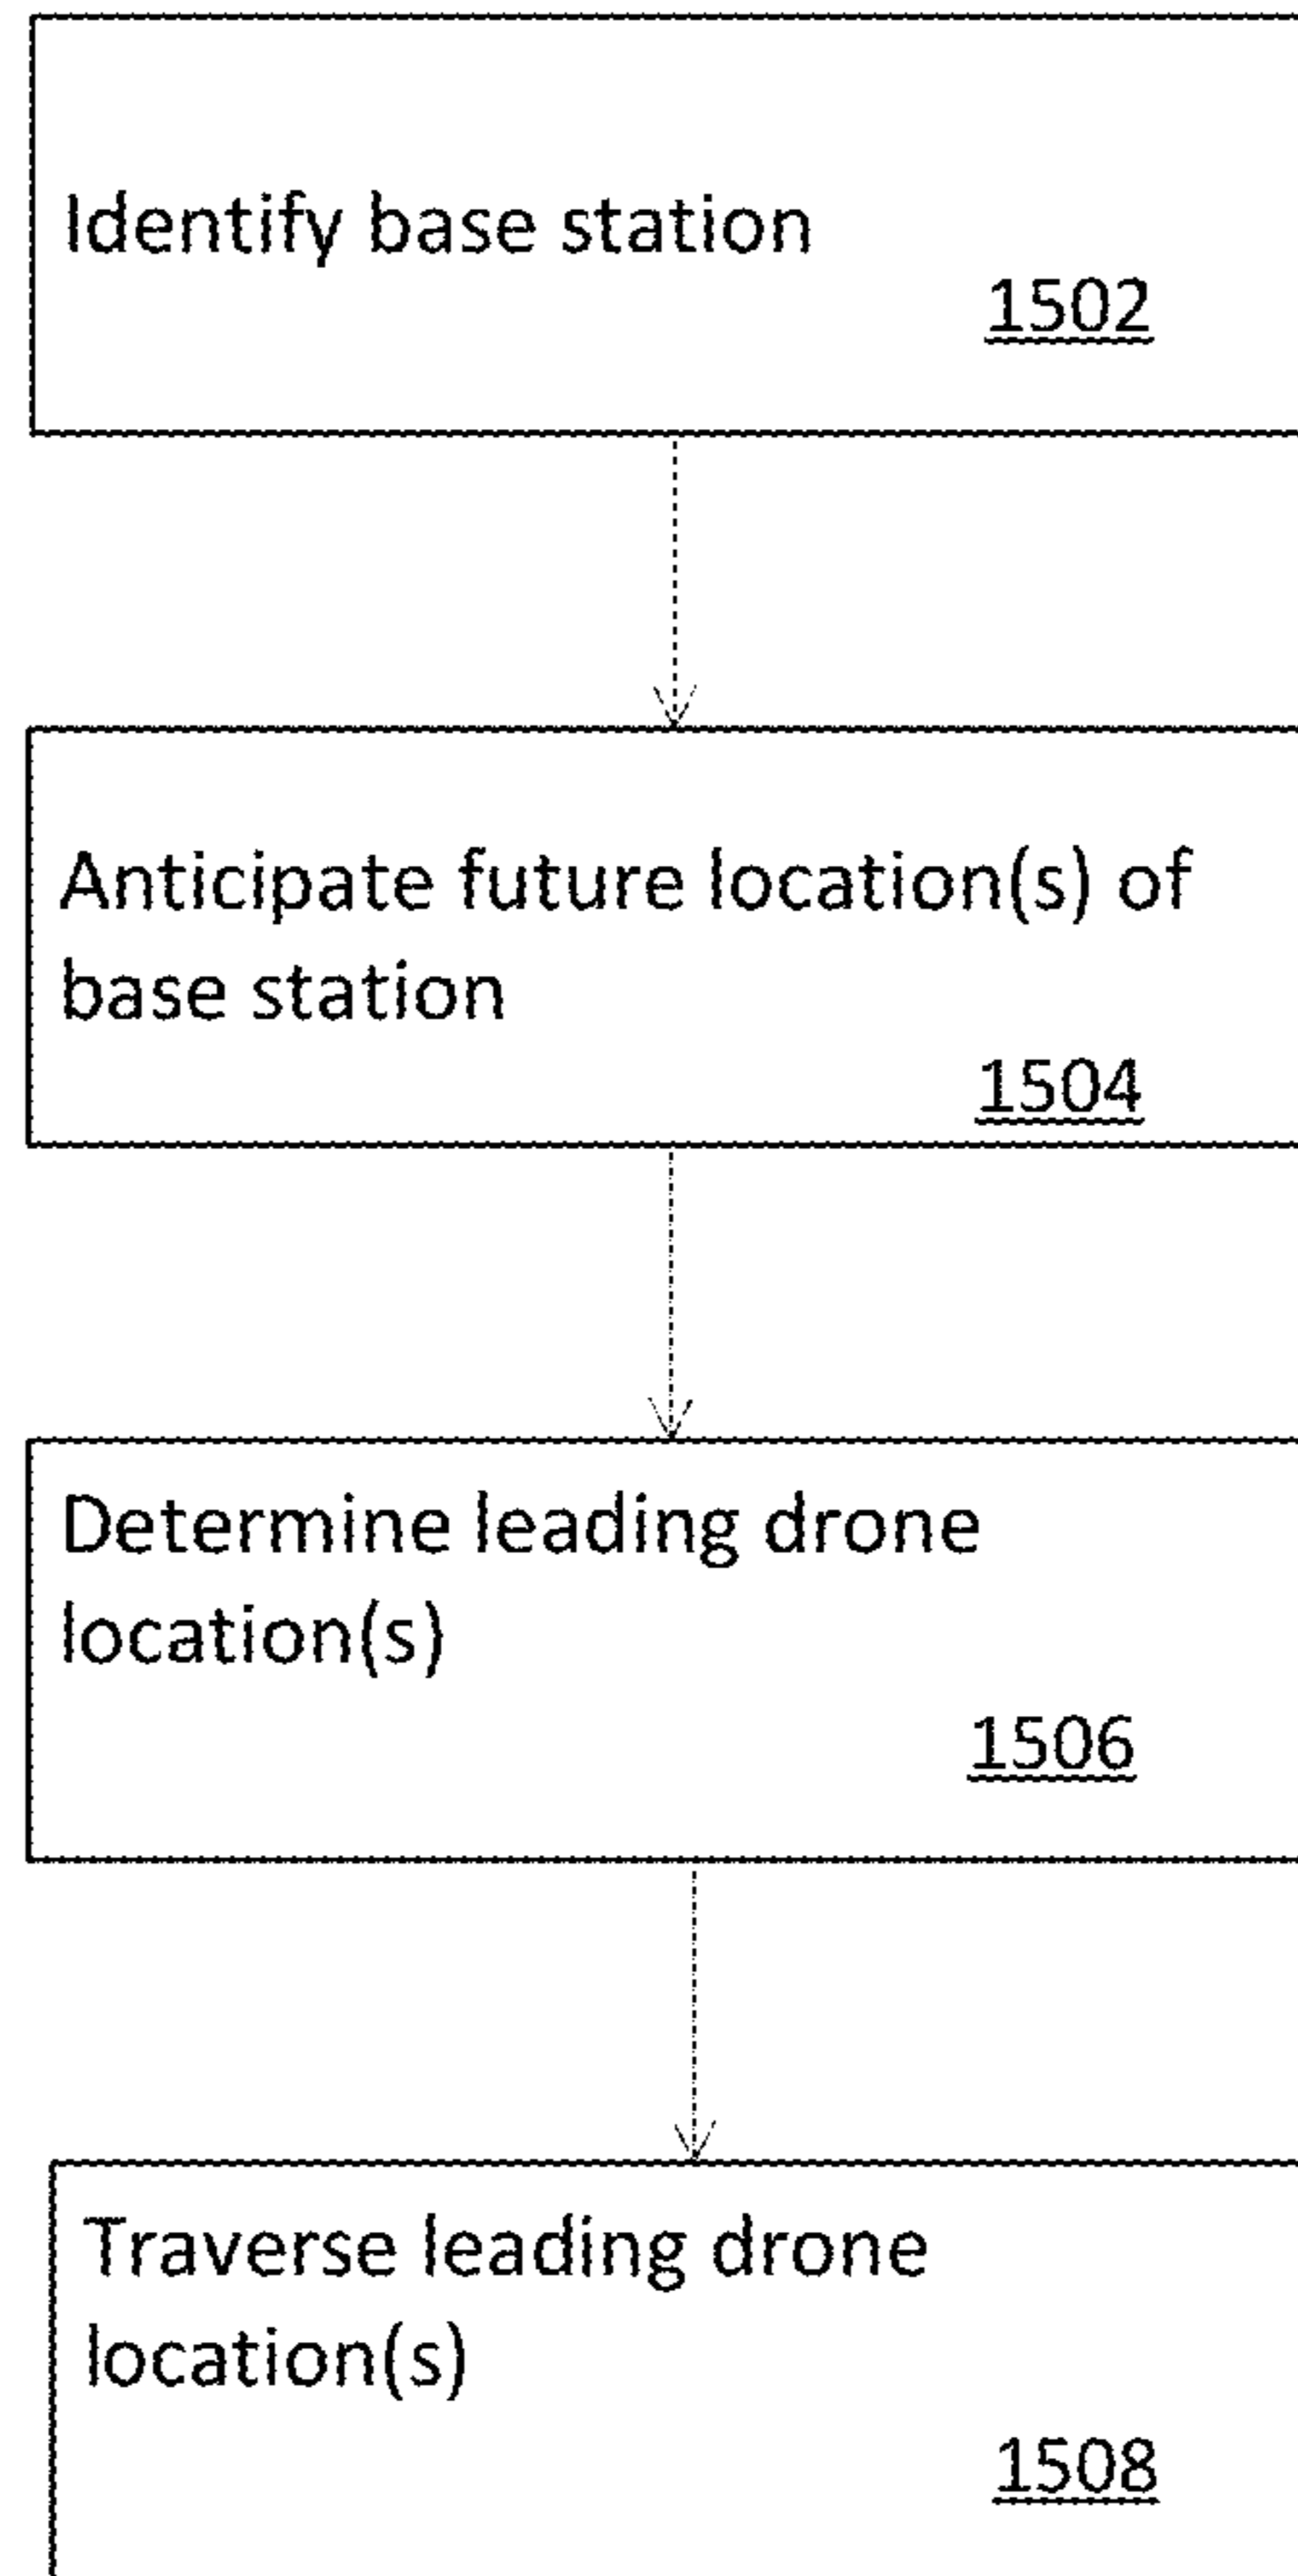 Identify base station
1502
Anticipate future location(s) of
base station
1504
Determine leading drone
location(s)
1506
Traverse leading drone
location(s)
1508